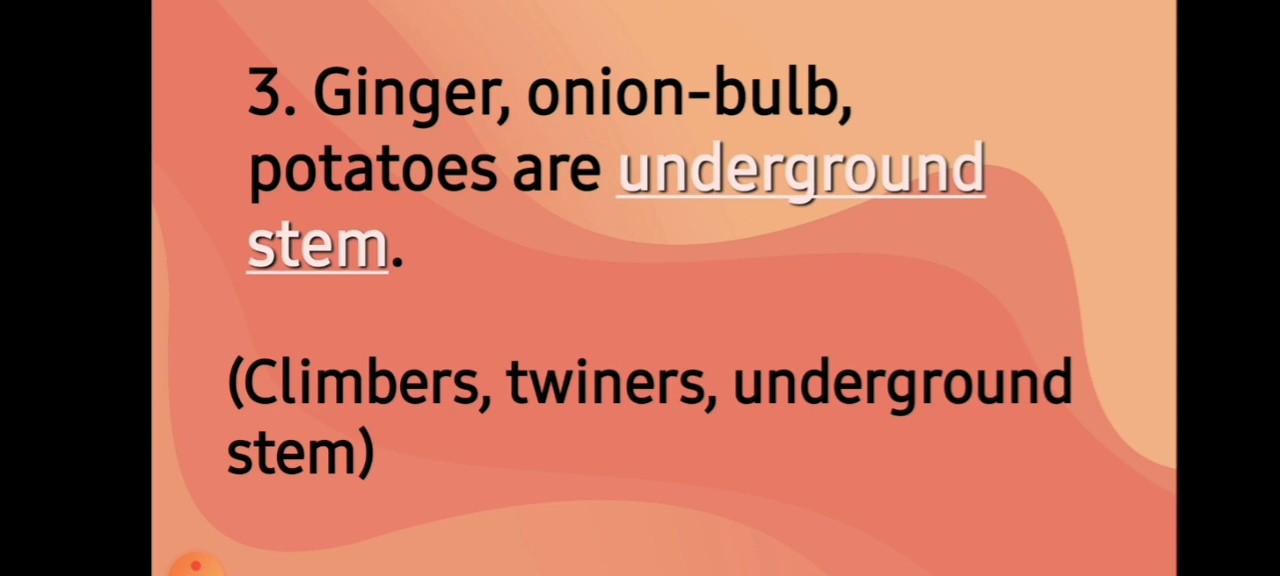 3. Ginger, onion-bulb,
potatoes are underground
stem.
(Climbers, twiners, underground
stem)